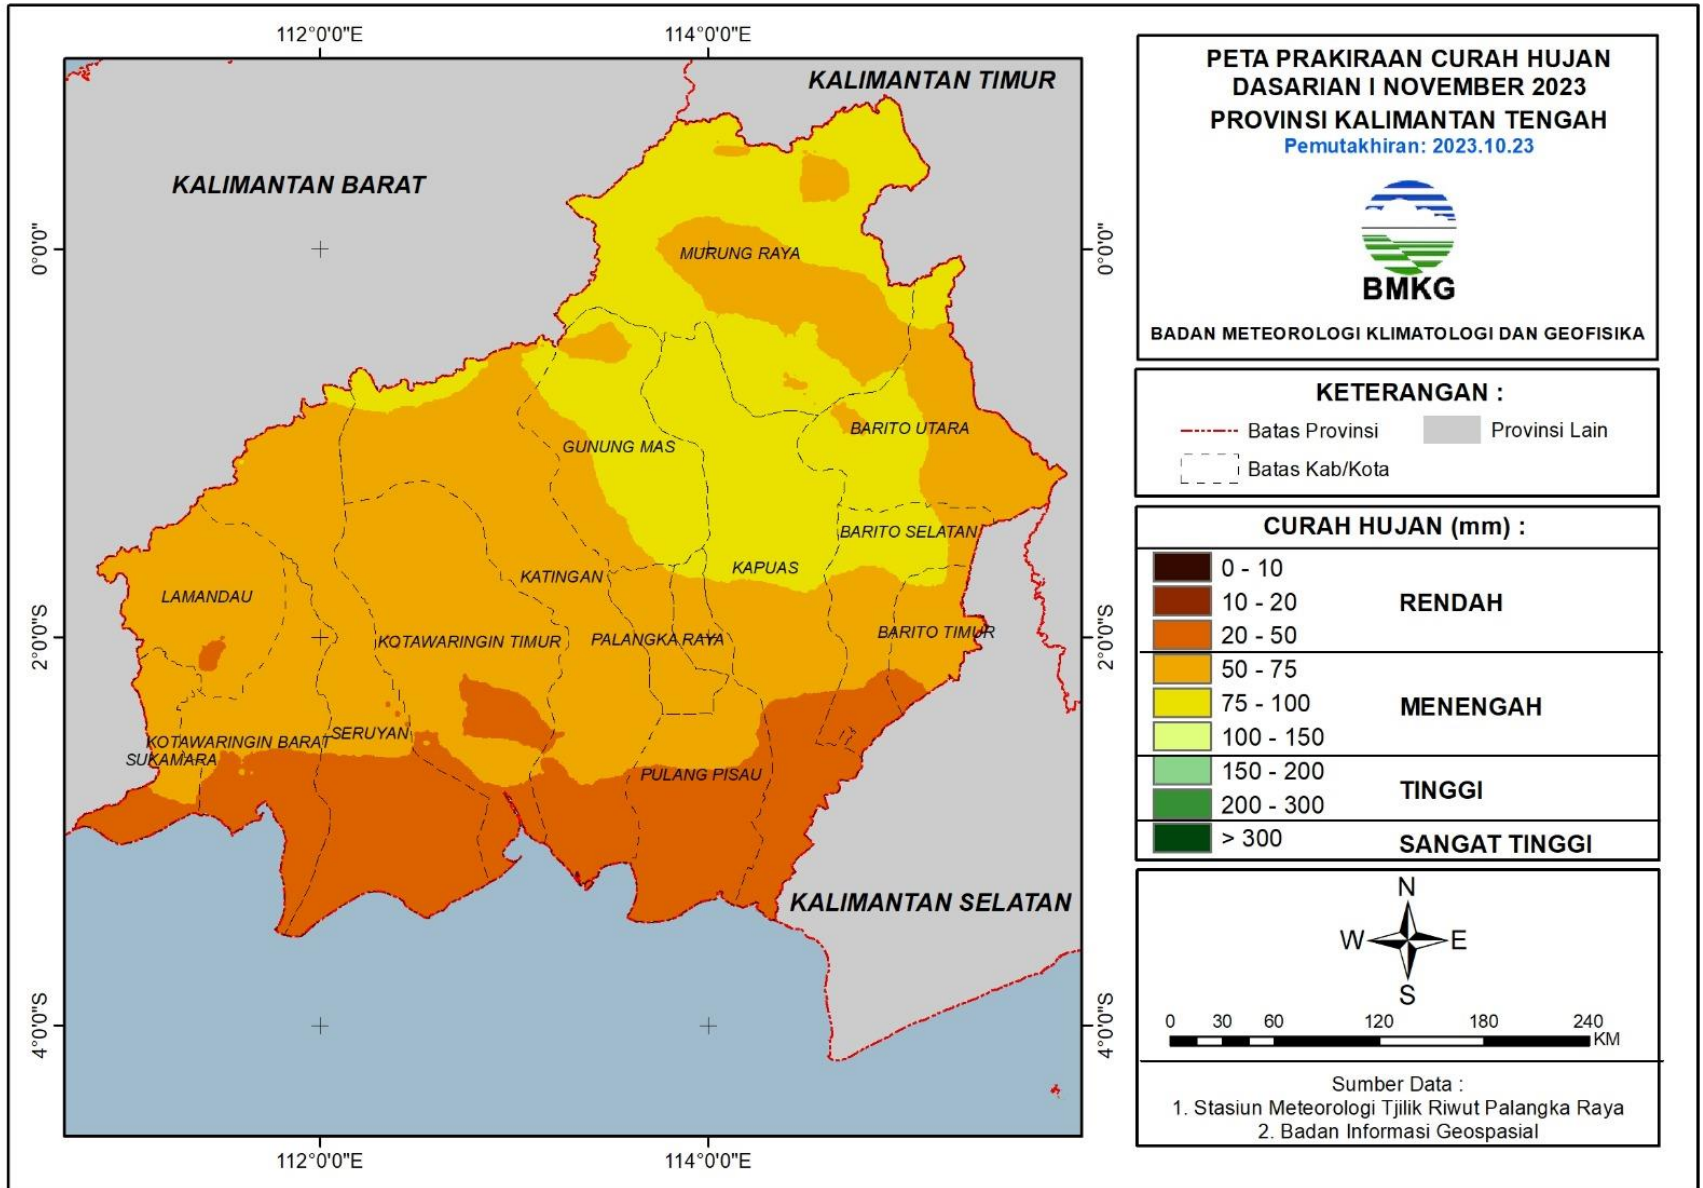 112°0'0"E
114°0'0"E
KALIMANTAN TIMUR
KALIMANTAN BARAT
0°0'0"
0°0'0"
MURUNG RAYA
GUNUNG MAS
BARITO UTARA
BARITO SELATAN
KAPUAS
KATINGAN
LAMANDAU
2°0'0"S
2°0'0"S
KOTAWARINGIN TIMUR
PALANGKA RAYA
BARITO TIMUR
SERUYAN
KOTAWARINGIN BARAT
SUKAMARA
PULANG PISAU
KALIMANTAN SELATAN
4°0'0"S
4°0'0"S
112°0'0"E
114°0'0"E
PETA PRAKIRAAN CURAH HUJAN
DASARIAN I NOVEMBER 2023
PROVINSI KALIMANTAN TENGAH
Pemutakhiran: 2023.10.23
BMKG
BADAN METEOROLOGI KLIMATOLOGI DAN GEOFISIKA
KETERANGAN :
Batas Provinsi
Provinsi Lain
Batas Kab/Kota
CURAH HUJAN (mm) :
0 - 10
10 - 20
RENDAH
20 - 50
50 - 75
75 - 100
MENENGAH
100 - 150
150 - 200
TINGGI
200 - 300
> 300
SANGAT TINGGI
N
W
E
S
0 30 60 120 180 240
KM
Sumber Data :
1. Stasiun Meteorologi Tjilik Riwut Palangka Raya
2. Badan Informasi Geospasial